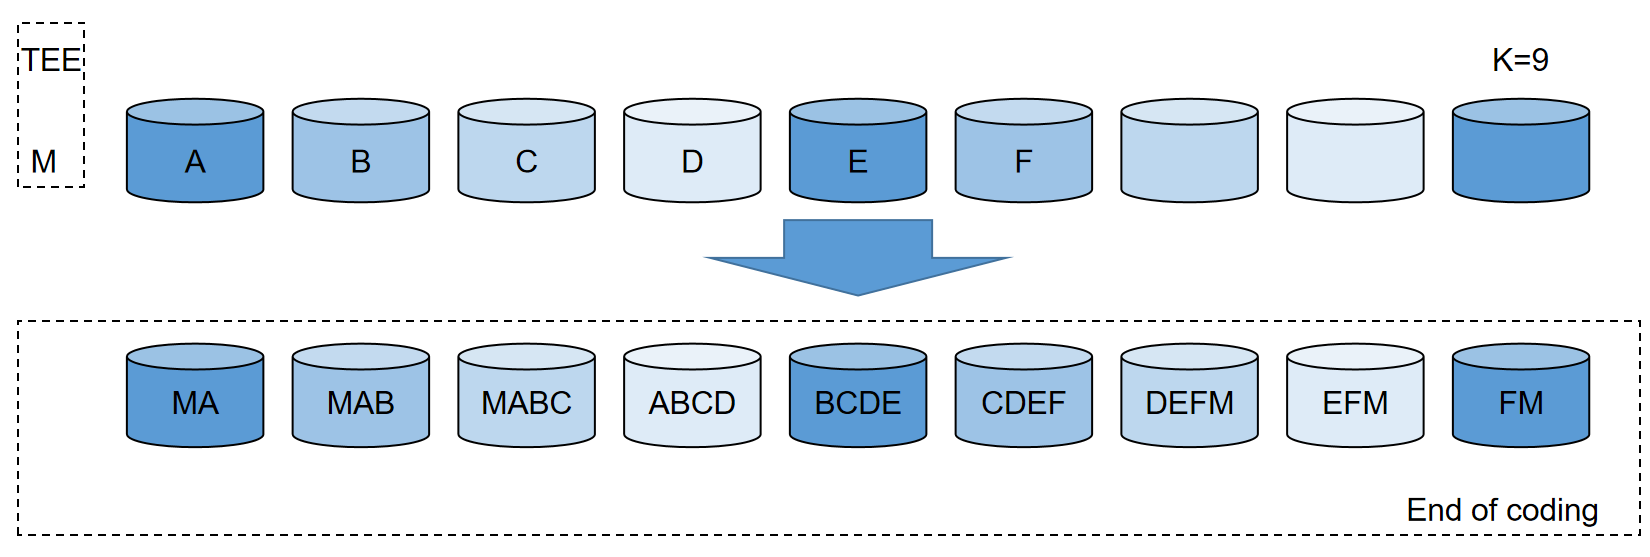 TEE
K=9
M
A
B
C
D
E
F
MA
MAB
MABC
ABCD
BCDE
CDEF
DEFM
EFM
FM
End of coding